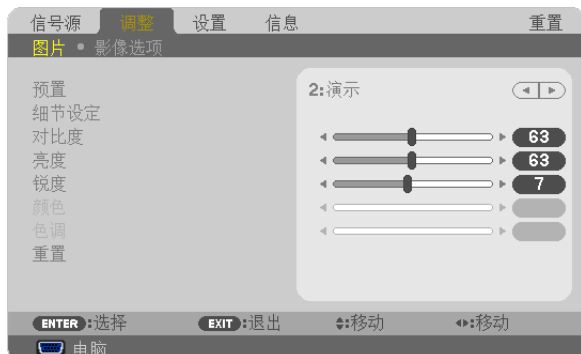 信号源 调整 设置 信息 重置
图片 • 影像选项
预置 2:演示
细节设定
对比度 63
亮度 63
锐度 7
颜色
色调
重置
ENTER:选择 EXIT:退出 :移动 :移动
电脑